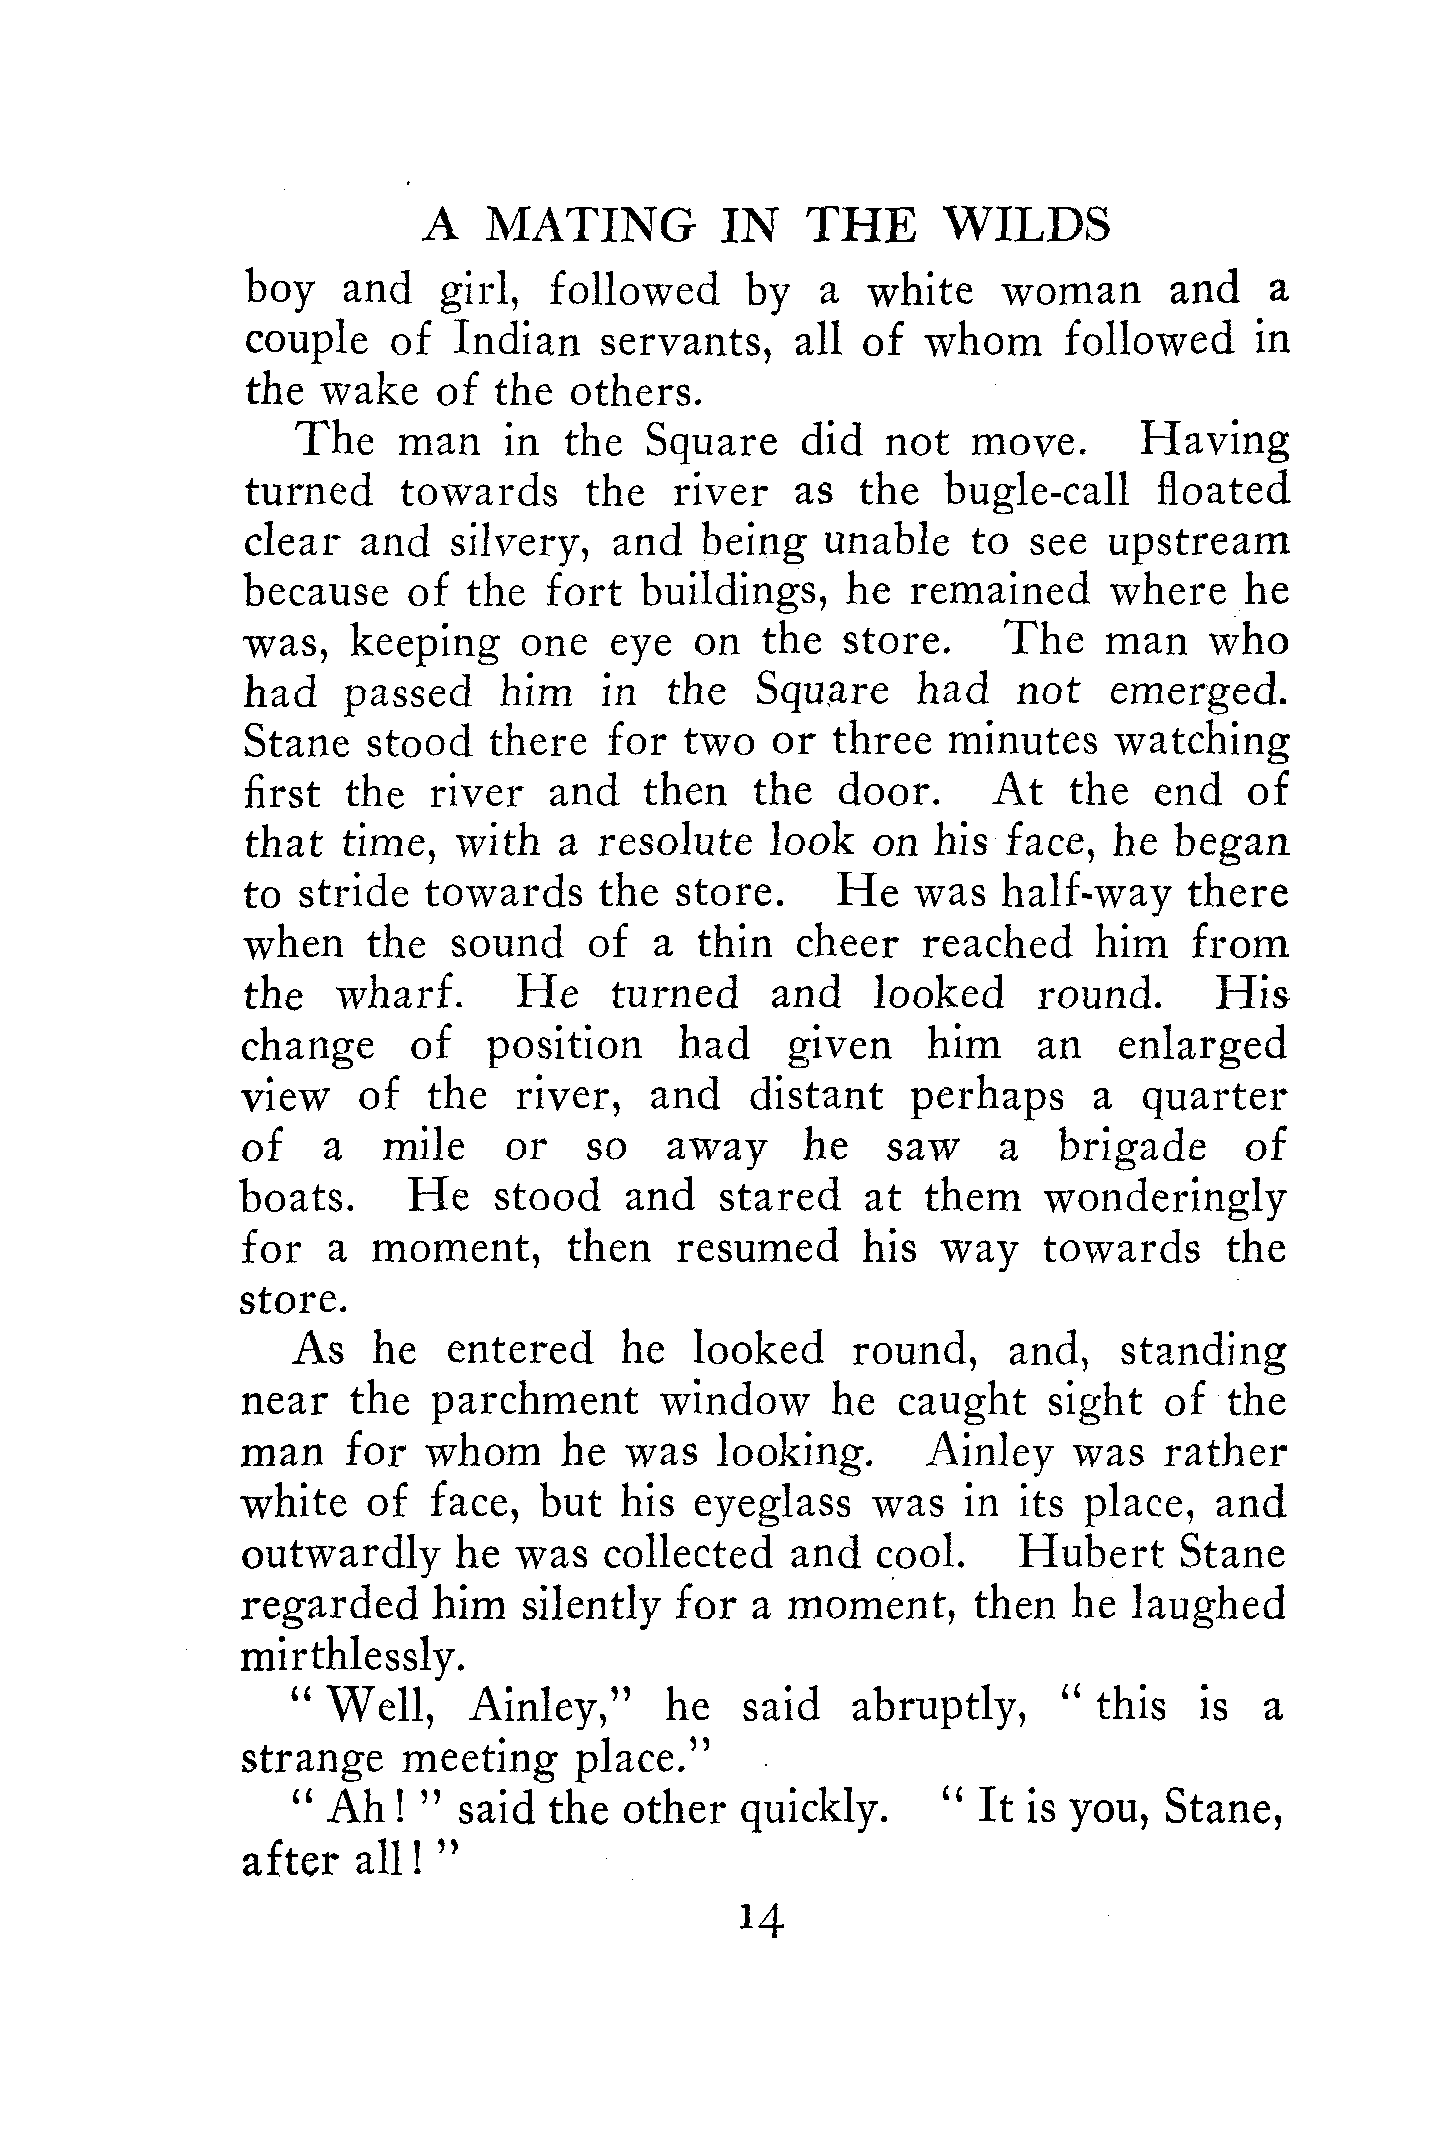 A MATING IN THE WILDS
boy and girl, followed by a white woman and a
couple of Indian servants, all of whom followed in
the wake of the others.
The man in the Square did not move. Having
turned towards the river as the bugle-call floated
clear and silvery, and being unable to see upstream
because of the fort buildings, he remained where he
was, keeping one eye on the store. The man who
had passed him in the Square had not emerged.
Stane stood there for two or three minutes watching
first the river and then the door. At the end of
that time, with a resolute look on his face, he began
to stride towards the store. He was half-way there
when the sound of a thin cheer reached him from
the wharf. He turned and looked round. His
change of position had given him an enlarged
view of the river, and distant perhaps a quarter
of a mile or so away he saw a brigade of
boats. He stood and stared at them wonderingly
for a moment, then resumed his way towards the
store.
As he entered he looked round, and, standing
near the parchment window he caught sight of the
man for whom he was looking. Ainley was rather
white of face, but his eyeglass was in its place, and
outwardly he was collected and cool. Hubert Stane
regarded him silently for a moment, then he laughed
mirthlessly.
" Well, Ainley," he said abruptly, " this is a
strange meeting place."
" Ah ! " said the other quickly. " It is you, Stane,
after all ! "
14